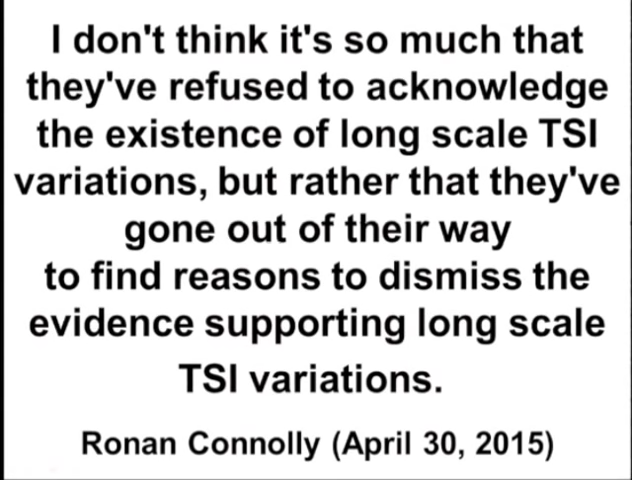 I don't think it's so much that
they've refused to acknowledge
the existence of long scale TSI
variations, but rather that they've
gone out of their way
to find reasons to dismiss the
evidence supporting long scale
TSI variations.
Ronan Connolly (April 30, 2015)